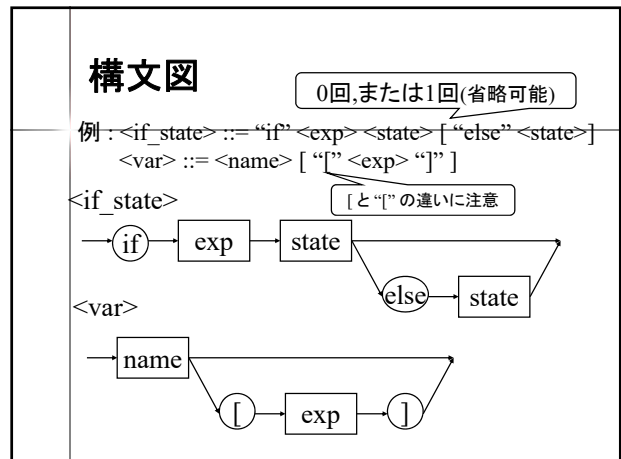 構文図
0回,または1回(省略可能)
例 : <if_state> ::= “if” <exp> <state> [ “else” <state>]
<var> ::= <name> [ “[” <exp> “]” ]
[ と “[” の違いに注意
<if_state>
if exp state
else state
<var>
name
[ exp ]